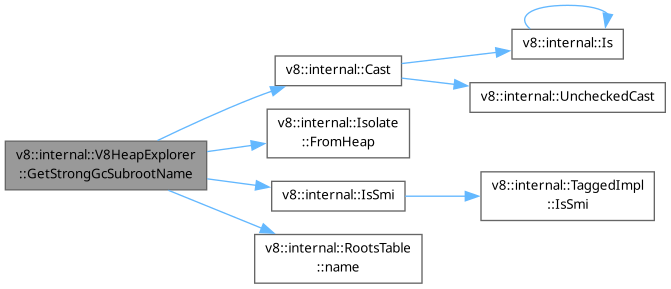 v8::internal::V8HeapExplorer
::GetStrongGcSubrootName
v8::internal::Cast
v8::internal::Is
v8::internal::UncheckedCast
v8::internal::Isolate
::FromHeap
v8::internal::IsSmi
v8::internal::TaggedImpl
::IsSmi
v8::internal::RootsTable
::name